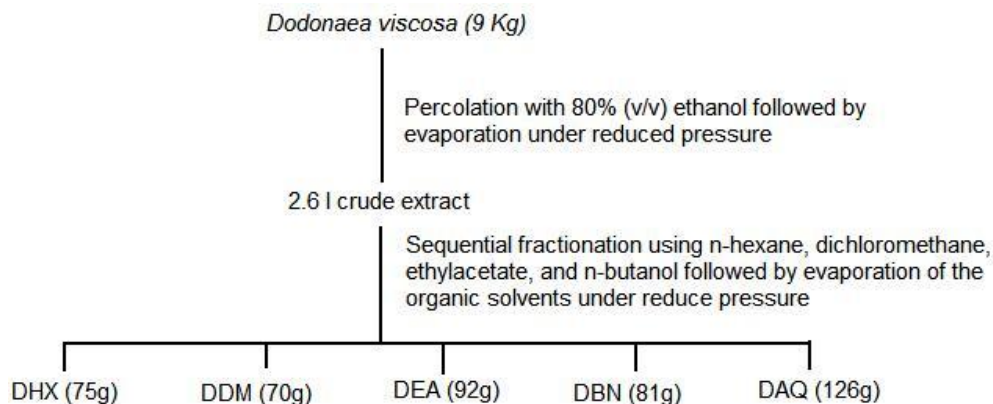 Dodonaea viscosa (9 Kg)
Percolation with 80% (v/v) ethanol followed by
evaporation under reduced pressure
2.6 l crude extract
Sequential fractionation using n-hexane, dichloromethane,
ethylacetate, and n-butanol followed by evaporation of the
organic solvents under reduce pressure
DHX (75g) DDM (70g) DEA (92g) DBN (81g) DAQ (126g)